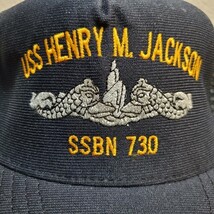 USS HENRY M. JACKSON
SSBN 730